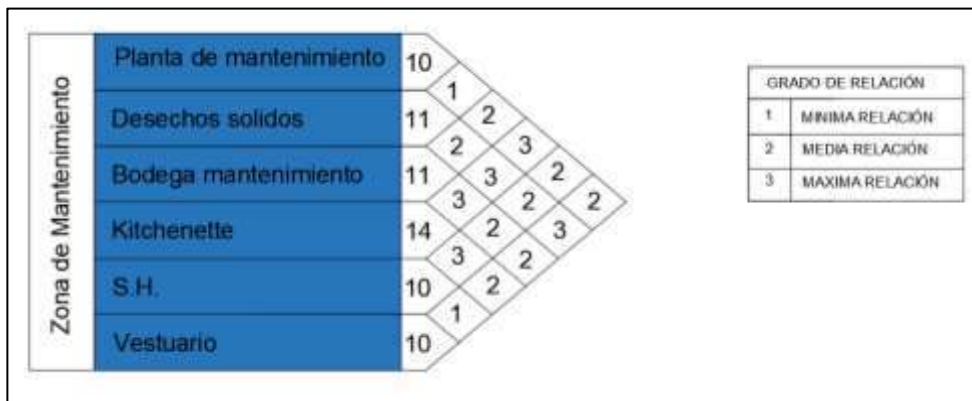 Zona de Mantenimiento
Planta de mantenimiento 10
1
Desechos solidos 11 2
2 3
Bodega mantenimiento 11 3 2
3 2 2
Kitchenette 14 2 3
3 2
S.H. 10 2
1
Vestuario 10
GRADO DE RELACIÓN
1 MINIMA RELACIÓN
2 MEDIA RELACIÓN
3 MAXIMA RELACIÓN